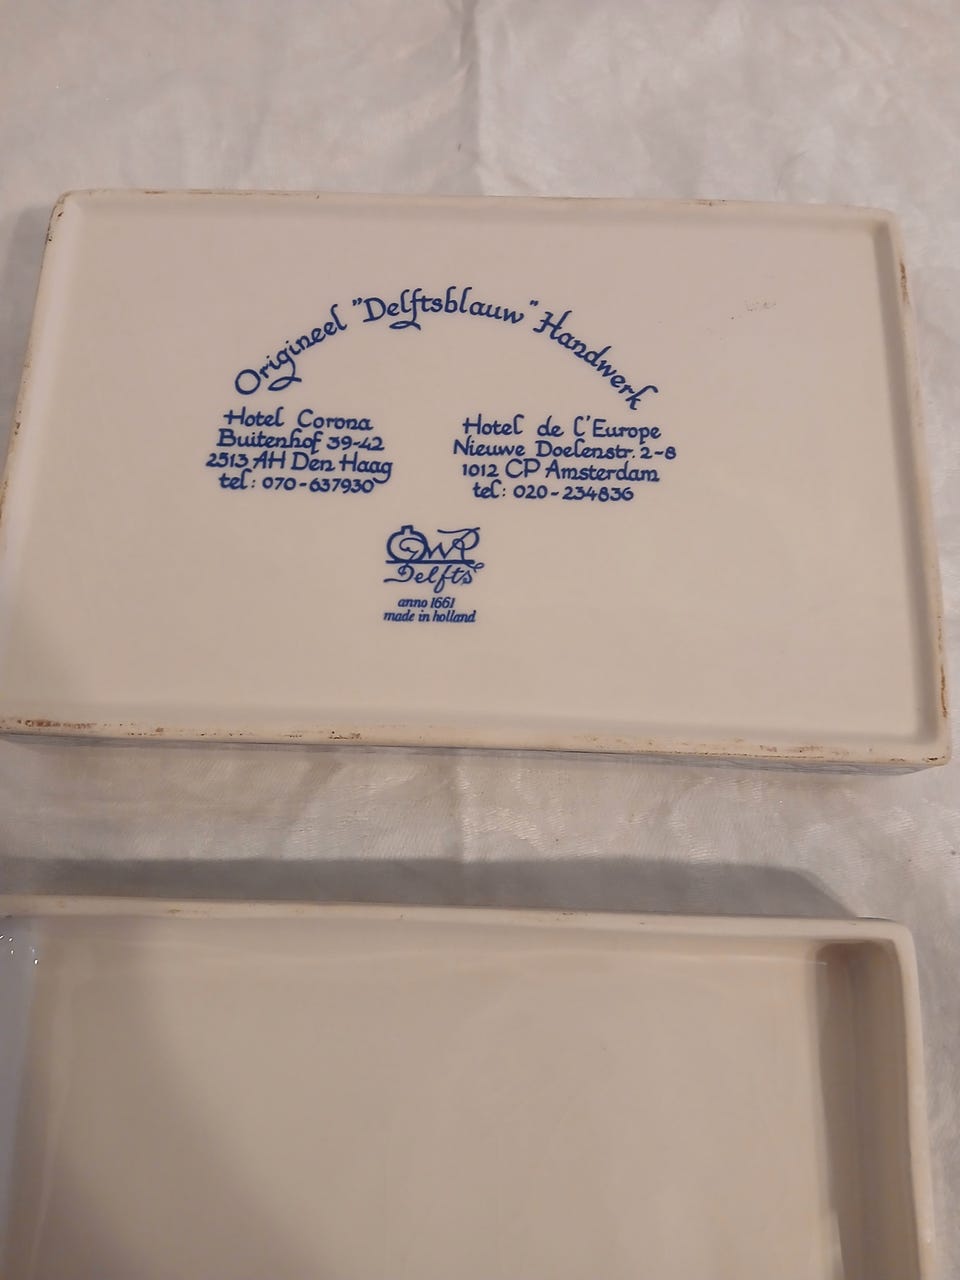 Origineel "Delftsblauw" Handwerk
Hotel Corona
Buitenhof 39-42
2513 AH Den Haag
tel: 070-637930
Hotel de l'Europe
Nieuwe Doelenstr. 2-8
1012 CP Amsterdam
tel: 020-234836
Delfts
anno 1661
made in holland